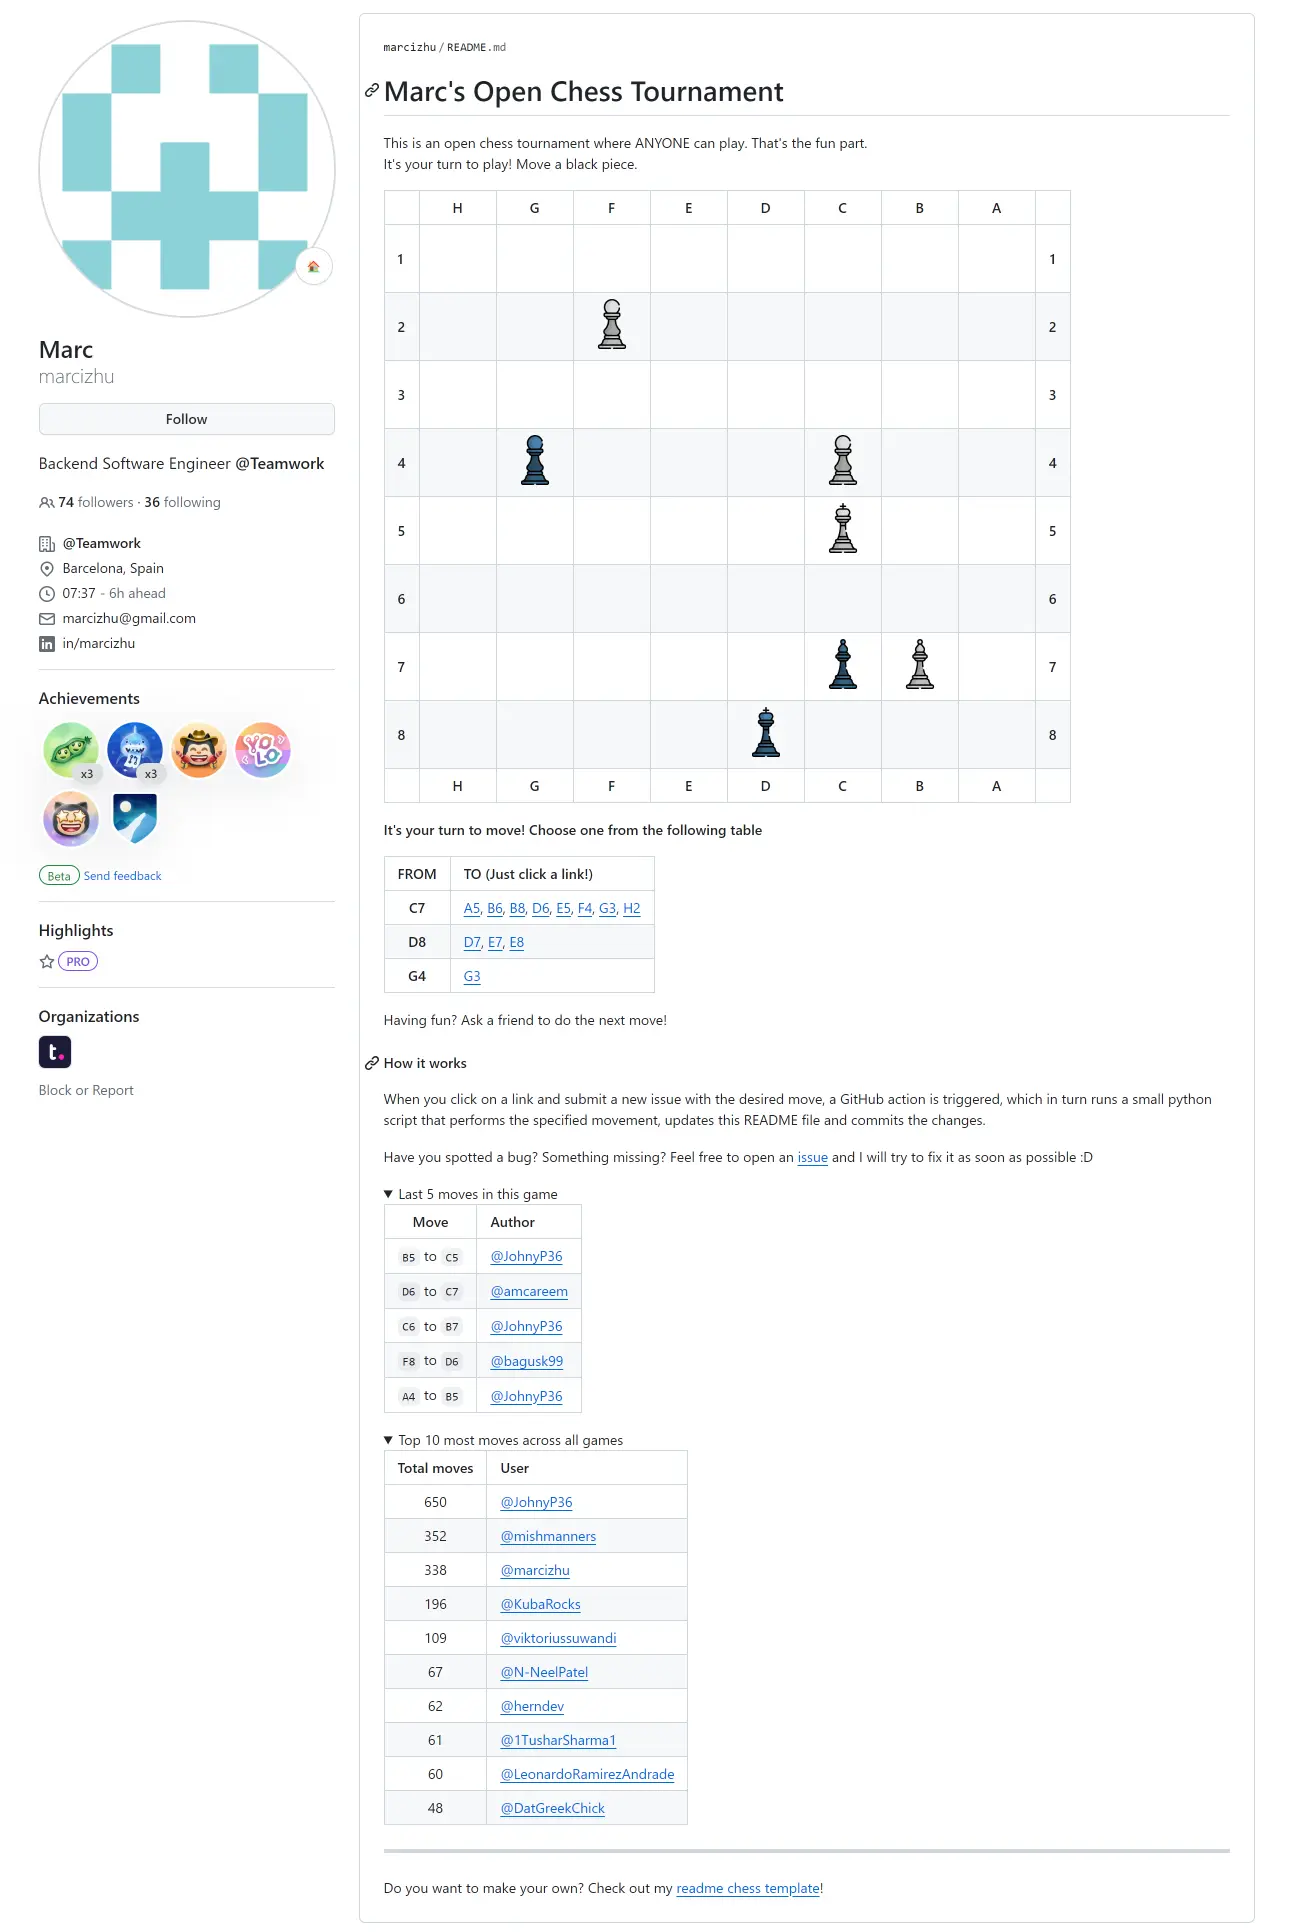 Marc
marcizhu
Follow
Backend Software Engineer @Teamwork
74 followers · 36 following
@Teamwork
Barcelona, Spain
07:37 - 6h ahead
marcizhu@gmail.com
in/marcizhu
Achievements
x3
x3
YOLO
Beta Send feedback
Highlights
PRO
Organizations
t.
Block or Report
marcizhu/README.md
Marc's Open Chess Tournament
This is an open chess tournament where ANYONE can play. That's the fun part.
It's your turn to play! Move a black piece.
H G F E D C B A
1 1
2 2
3 3
4 4
5 5
6 6
7 7
8 8
H G F E D C B A
It's your turn to move! Choose one from the following table
FROM TO (Just click a link!)
C7 A5, B6, B8, D6, E5, F4, G3, H2
D8 D7, E7, E8
G4 G3
Having fun? Ask a friend to do the next move!
How it works
When you click on a link and submit a new issue with the desired move, a GitHub action is triggered, which in turn runs a small python
script that performs the specified movement, updates this README file and commits the changes.
Have you spotted a bug? Something missing? Feel free to open an issue and I will try to fix it as soon as possible :D
▼ Last 5 moves in this game
Move Author
B5 to C5 @JohnyP36
D6 to C7 @amcareem
C6 to B7 @JohnyP36
F8 to D6 @bagusk99
A4 to B5 @JohnyP36
▼ Top 10 most moves across all games
Total moves User
650 @JohnyP36
352 @mishmanners
338 @marcizhu
196 @KubaRocks
109 @viktoriussuwandi
67 @N-NeelPatel
62 @herndev
61 @1TusharSharma1
60 @LeonardoRamirezAndrade
48 @DatGreekChick
Do you want to make your own? Check out my readme chess template!